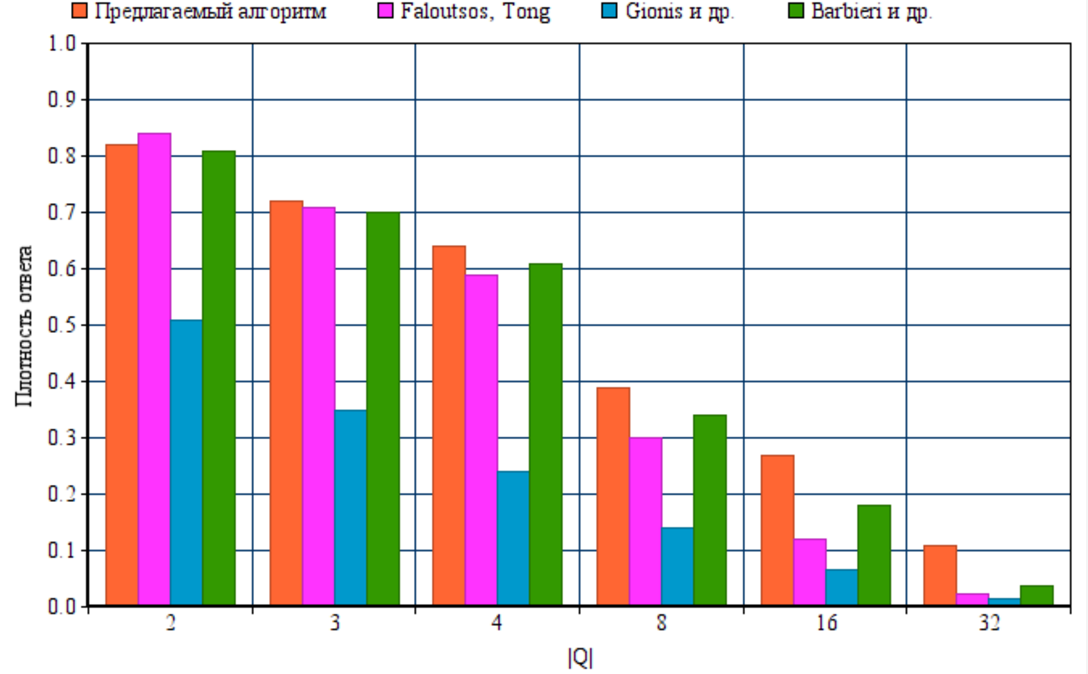 Предлагаемый алгоритм Faloutsos, Tong Gionis и др. Barbieri и др.
1.0
0.9
0.8
0.7
0.6
0.5
0.4
0.3
0.2
0.1
0.0
Плотность ответа
2 3 4 8 16 32
|Q|